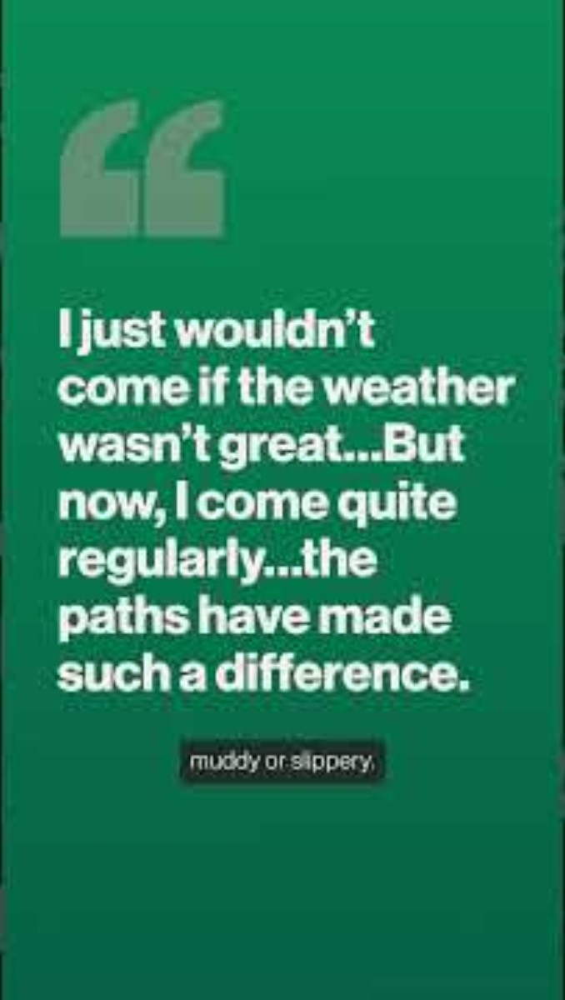 “
I just wouldn’t
come if the weather
wasn’t great...But
now, I come quite
regularly...the
paths have made
such a difference.
muddy or slippery.